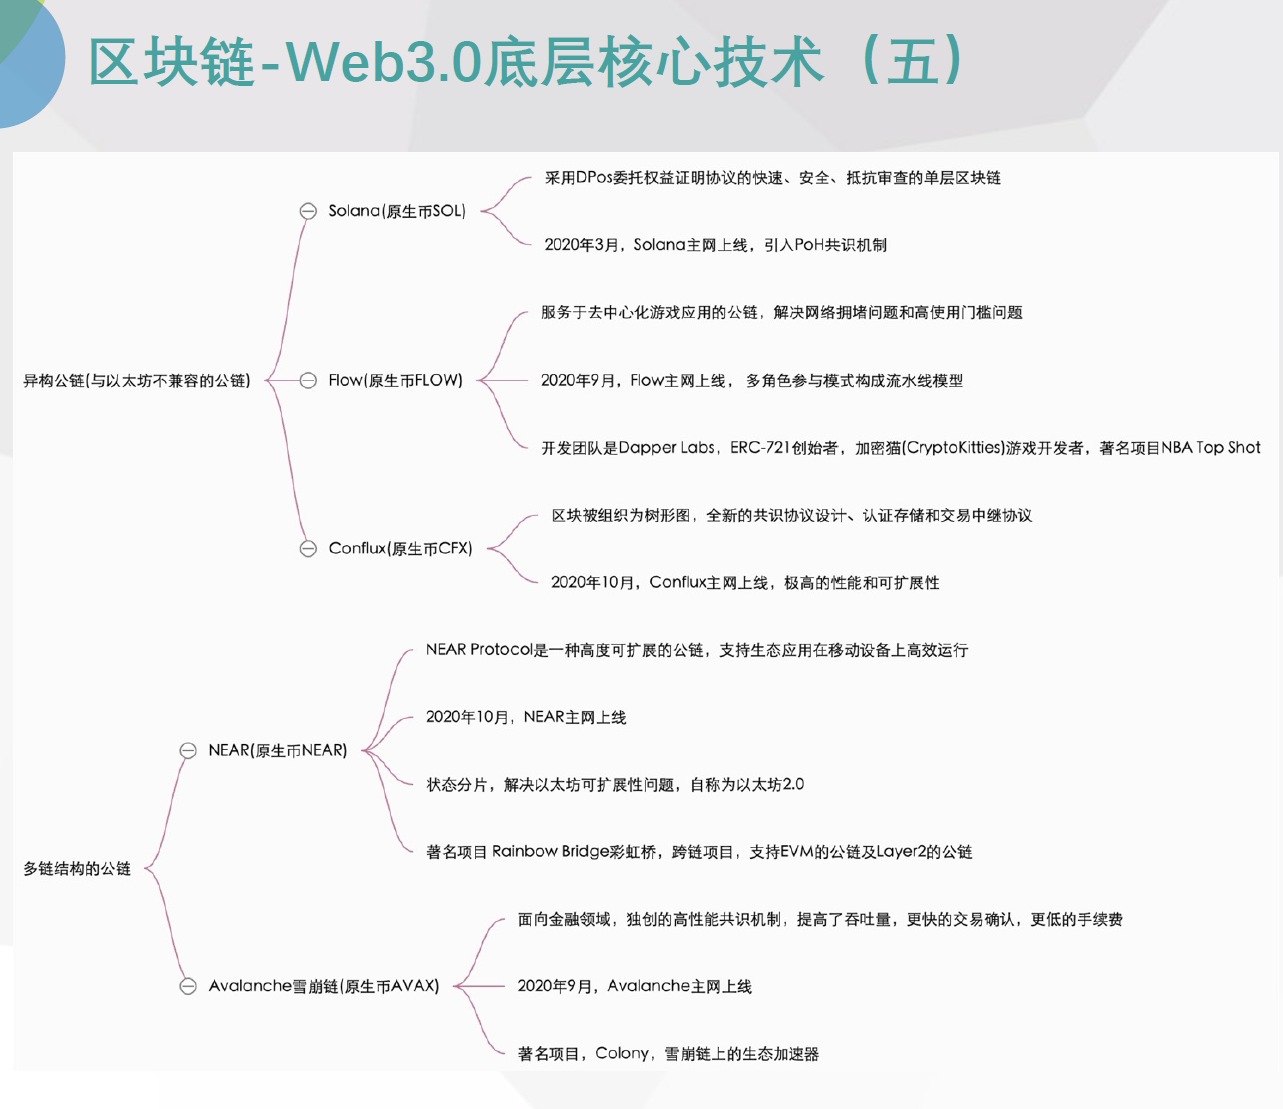 区块链-Web3.0底层核心技术（五）
采用DPos委托权益证明协议的快速、安全、抵抗审查的单层区块链
Solana(原生币SOL)
2020年3月，Solana主网上线，引入PoH共识机制
服务于去中心化游戏应用的公链，解决网络拥堵问题和高使用门槛问题
异构公链(与以太坊不兼容的公链)
Flow(原生币FLOW)
2020年9月，Flow主网上线， 多角色参与模式构成流水线模型
开发团队是Dapper Labs，ERC-721创始者，加密猫(CryptoKitties)游戏开发者，著名项目NBA Top Shot
区块被组织为树形图，全新的共识协议设计、认证存储和交易中继协议
Conflux(原生币CFX)
2020年10月，Conflux主网上线，极高的性能和可扩展性
NEAR Protocol是一种高度可扩展的公链，支持生态应用在移动设备上高效运行
2020年10月，NEAR主网上线
NEAR(原生币NEAR)
状态分片，解决以太坊可扩展性问题，自称为以太坊2.0
著名项目 Rainbow Bridge彩虹桥，跨链项目，支持EVM的公链及Layer2的公链
多链结构的公链
面向金融领域，独创的高性能共识机制，提高了吞吐量，更快的交易确认，更低的手续费
Avalanche雪崩链(原生币AVAX)
2020年9月，Avalanche主网上线
著名项目，Colony，雪崩链上的生态加速器